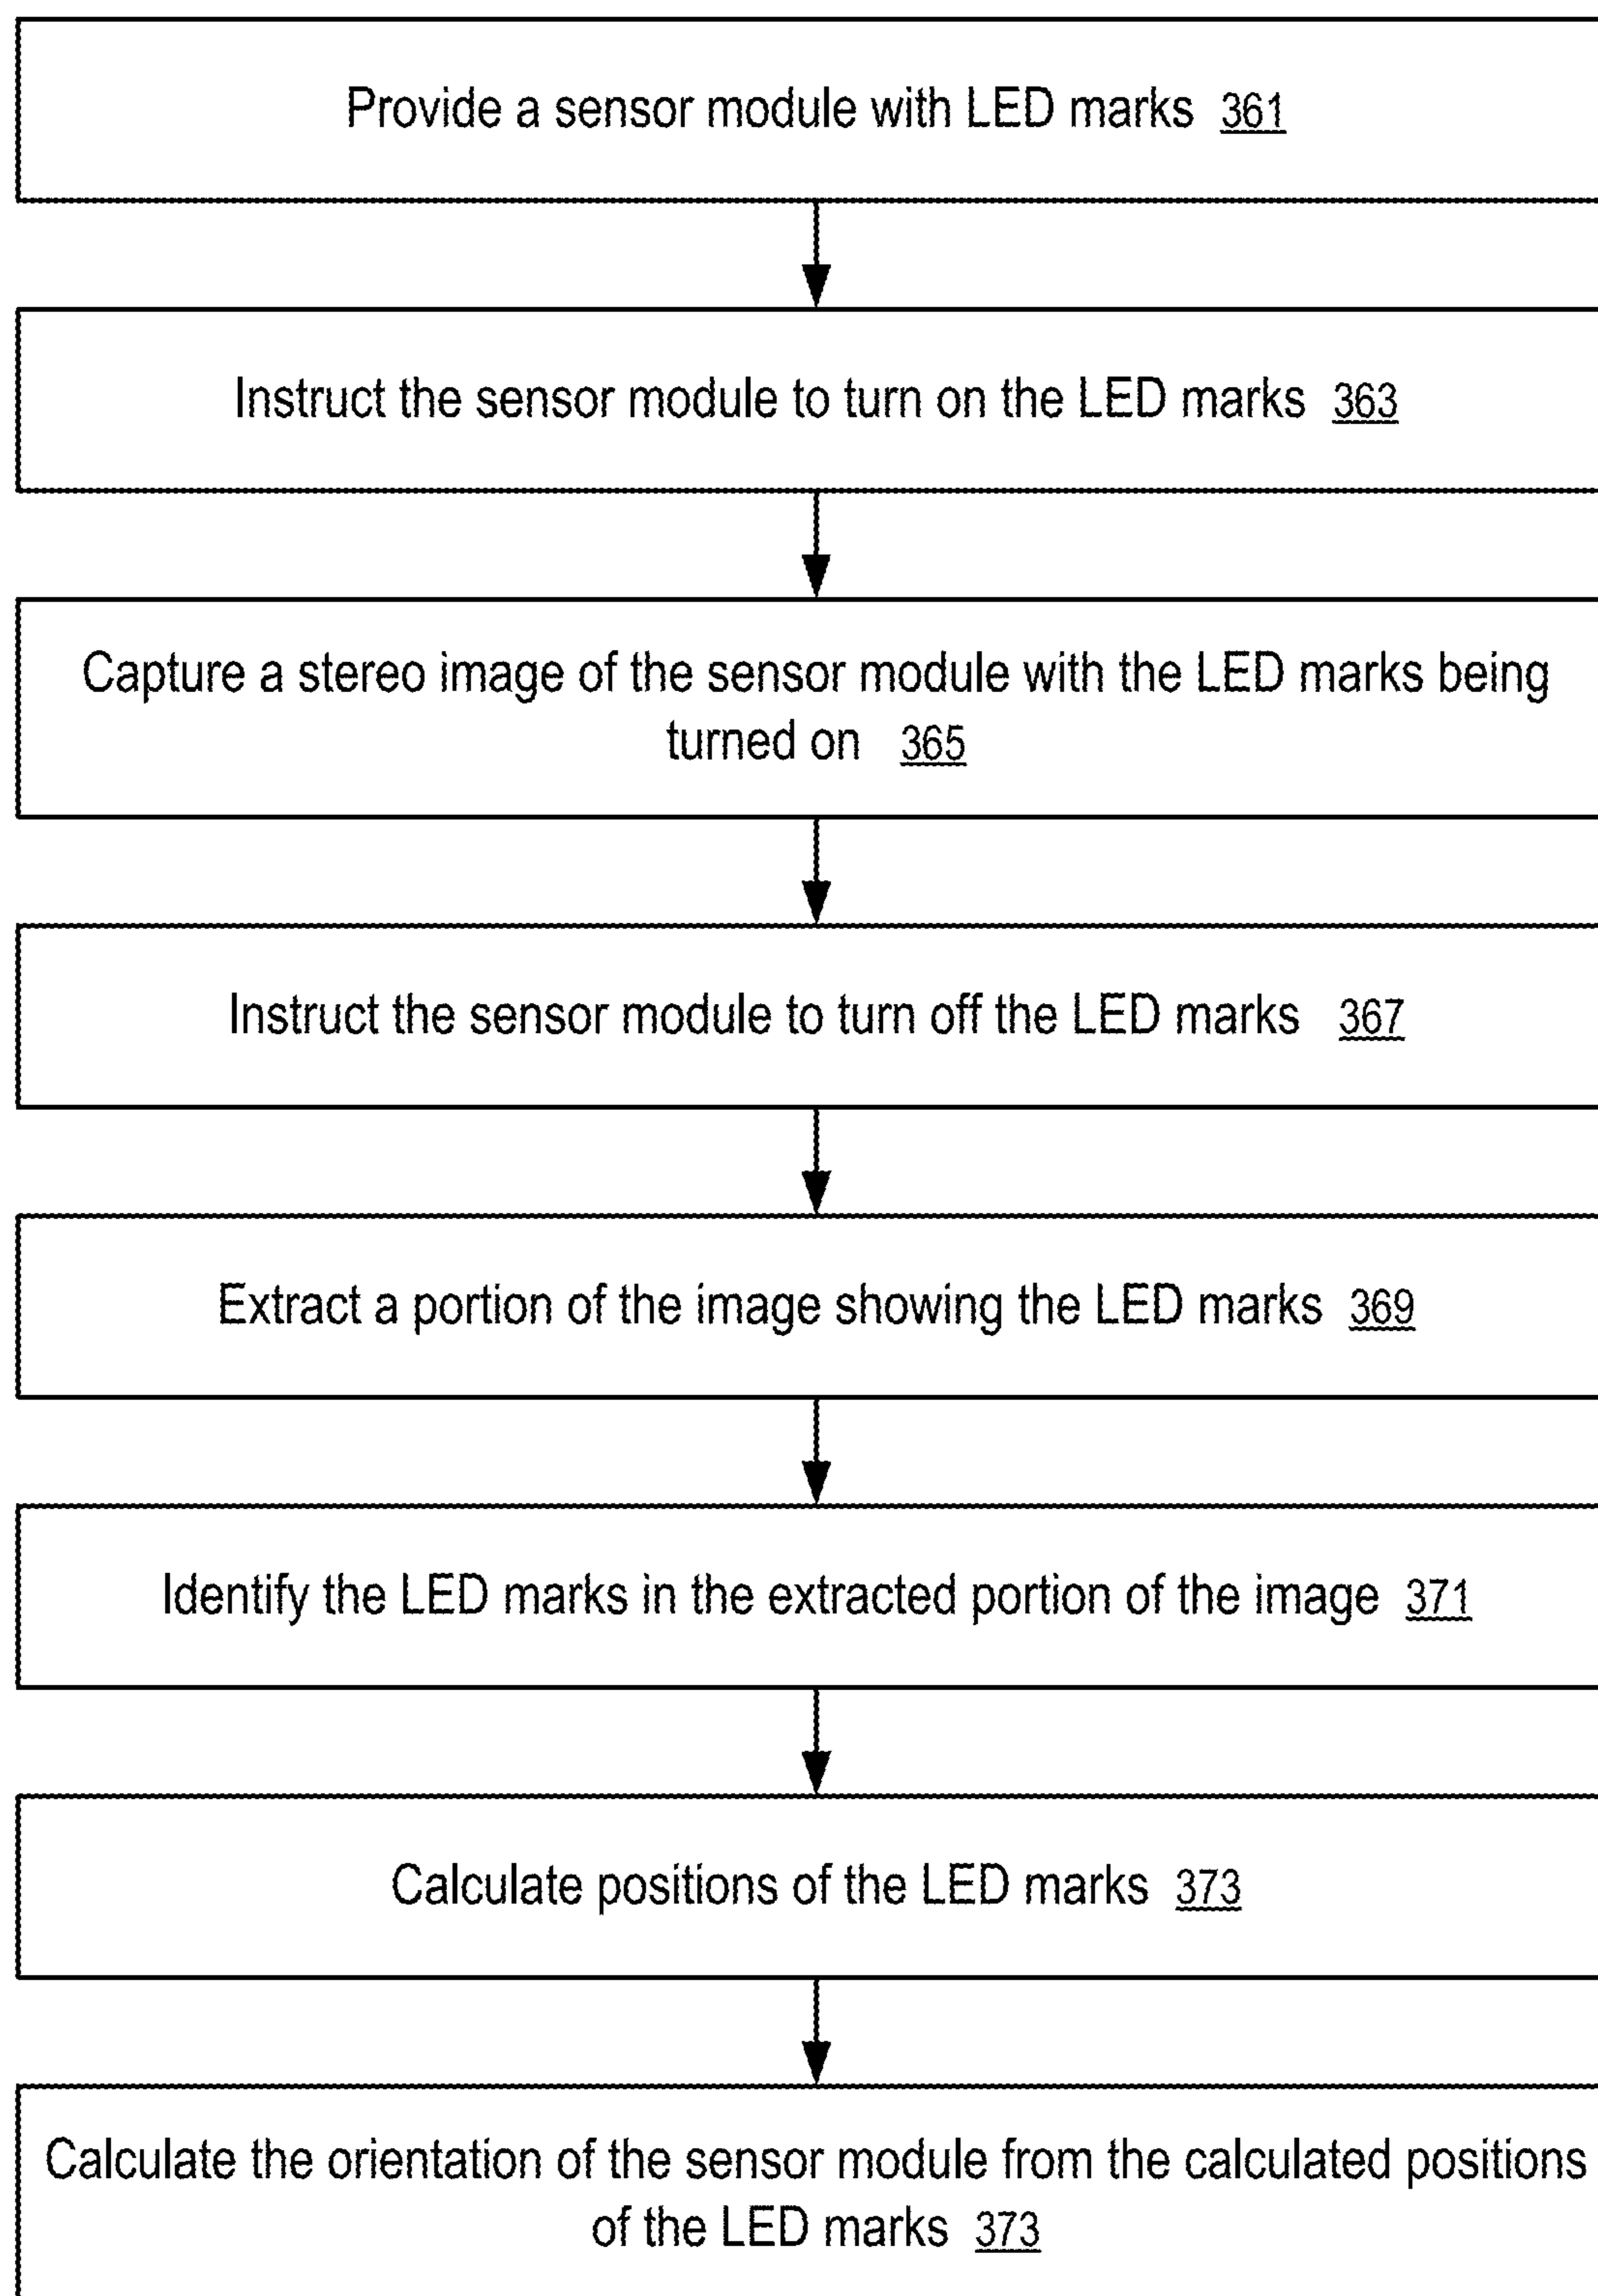 Provide a sensor module with LED marks 361
Instruct the sensor module to turn on the LED marks 363
Capture a stereo image of the sensor module with the LED marks being
turned on 365
Instruct the sensor module to turn off the LED marks 367
Extract a portion of the image showing the LED marks 369
Identify the LED marks in the extracted portion of the image 371
Calculate positions of the LED marks 373
Calculate the orientation of the sensor module from the calculated positions
of the LED marks 373